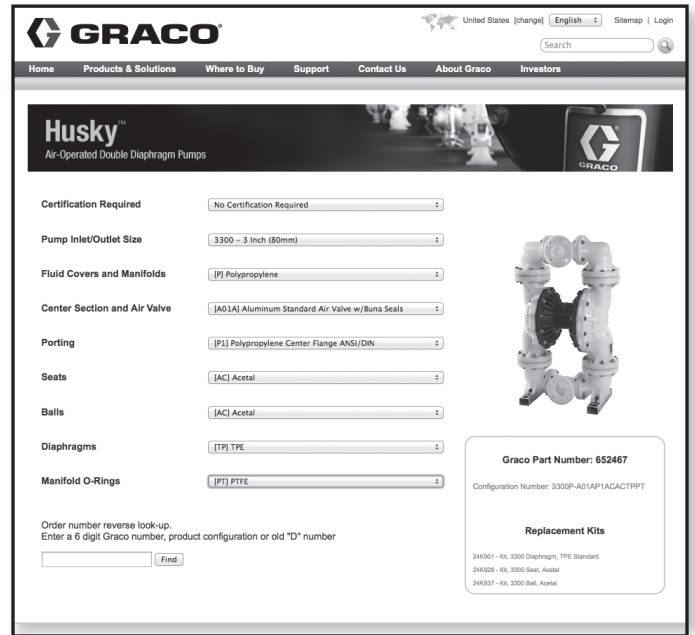 GRACO
United States [change] English Sitemap | Login
Search
Home Products & Solutions Where to Buy Support Contact Us About Graco Investors
Husky™
Air-Operated Double Diaphragm Pumps
GRACO
Certification Required No Certification Required
Pump Inlet/Outlet Size 3300 – 3 Inch (80mm)
Fluid Covers and Manifolds [P] Polypropylene
Center Section and Air Valve [A01A] Aluminum Standard Air Valve w/Buna Seals
Porting [P1] Polypropylene Center Flange ANSI/DIN
Seats [AC] Acetal
Balls [AC] Acetal
Diaphragms [TP] TPE
Manifold O-Rings [PT] PTFE
Order number reverse look-up.
Enter a 6 digit Graco number, product configuration or old "D" number
Find
Graco Part Number: 652467
Configuration Number: 3300P-A01AP1ACACTPPT
Replacement Kits
24K901 - Kit, 3300 Diaphragm, TPE Standard
24K928 - Kit, 3300 Seat, Acetal
24K937 - Kit, 3300 Ball, Acetal